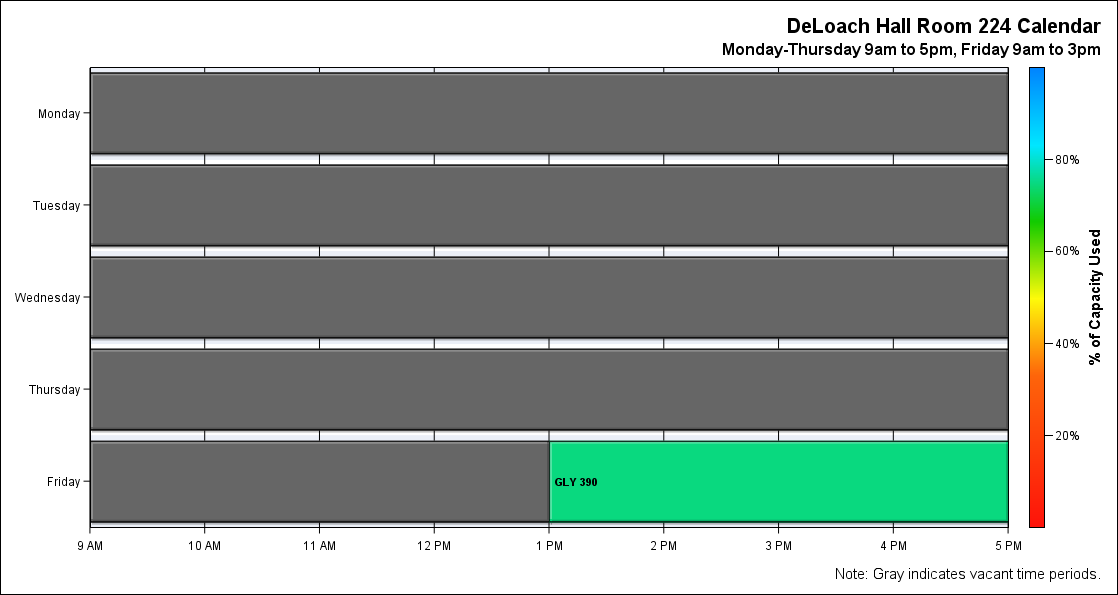 DeLoach Hall Room 224 Calendar
Monday-Thursday 9am to 5pm, Friday 9am to 3pm
Monday
Tuesday
Wednesday
Thursday
Friday
GLY 390
9 AM
10 AM
11 AM
12 PM
1 PM
2 PM
3 PM
4 PM
5 PM
80%
60%
40%
20%
% of Capacity Used
Note: Gray indicates vacant time periods.